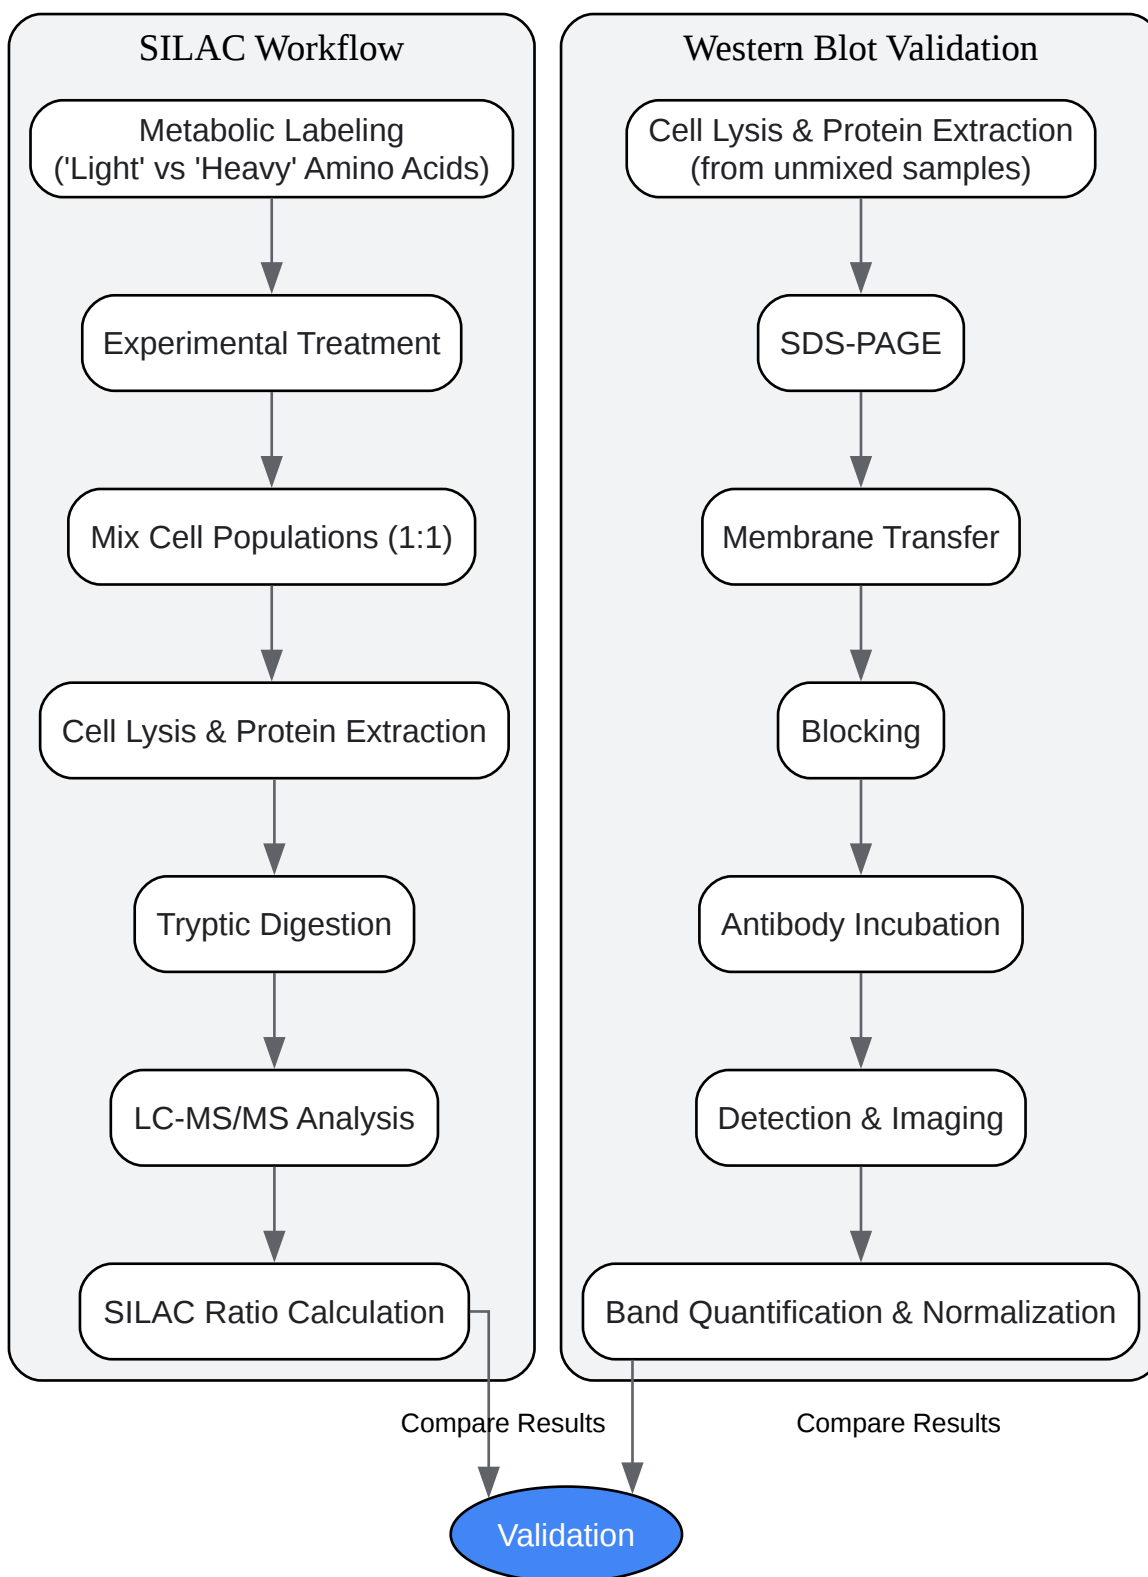 SILAC Workflow
Metabolic Labeling
('Light' vs 'Heavy' Amino Acids)
Experimental Treatment
Mix Cell Populations (1:1)
Cell Lysis & Protein Extraction
Tryptic Digestion
LC-MS/MS Analysis
SILAC Ratio Calculation
Western Blot Validation
Cell Lysis & Protein Extraction
(from unmixed samples)
SDS-PAGE
Membrane Transfer
Blocking
Antibody Incubation
Detection & Imaging
Band Quantification & Normalization
Compare Results
Compare Results
Validation